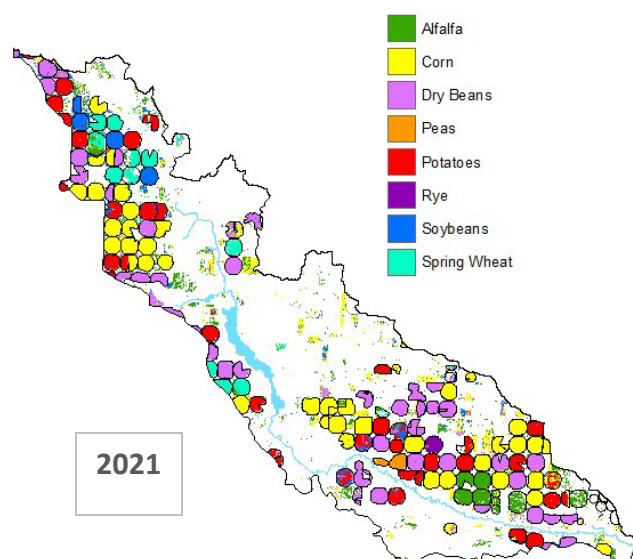 Alfalfa
Corn
Dry Beans
Peas
Potatoes
Rye
Soybeans
Spring Wheat
2021